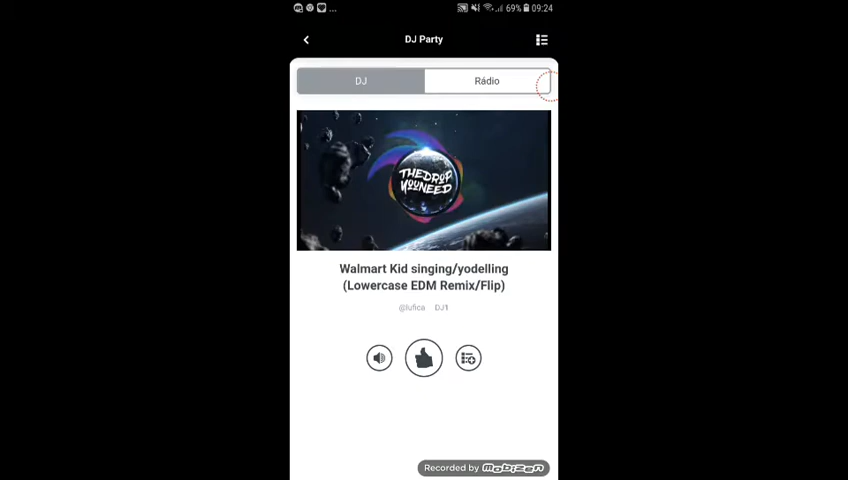 ... 69% 09:24
DJ Party
DJ Rádio
THEDROP
YOUNEED
Walmart Kid singing/yodelling
(Lowercase EDM Remix/Flip)
@lufica DJ1
Recorded by mobizen